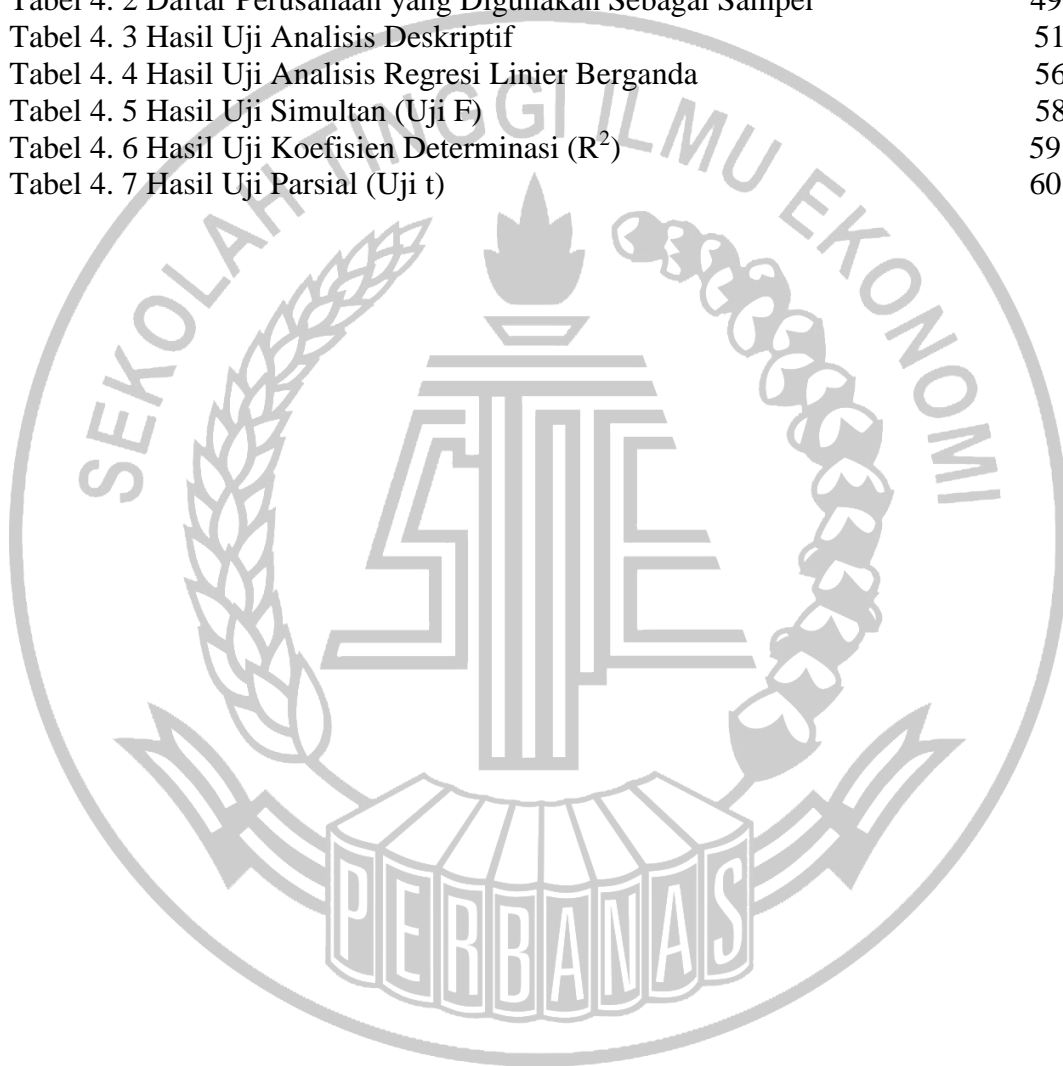 Tabel 4. 2 Daftar Perusahaan yang Digunakan Sebagai Sampel 49
Tabel 4. 3 Hasil Uji Analisis Deskriptif 51
Tabel 4. 4 Hasil Uji Analisis Regresi Linier Berganda 56
Tabel 4. 5 Hasil Uji Simultan (Uji F) 58
Tabel 4. 6 Hasil Uji Koefisien Determinasi (R²) 59
Tabel 4. 7 Hasil Uji Parsial (Uji t) 60
SEKOLAH TINGGI ILMU EKONOMI
STIE
PERBANAS